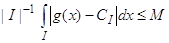 | I |⁻¹ ∫_I |g(x) − C_I| dx ≤ M